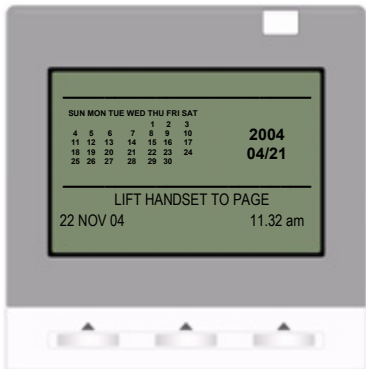 SUN MON TUE WED THU FRI SAT
1 2 3
4 5 6 7 8 9 10
11 12 13 14 15 16 17
18 19 20 21 22 23 24
25 26 27 28 29 30
2004
04/21
LIFT HANDSET TO PAGE
22 NOV 04 11.32 am